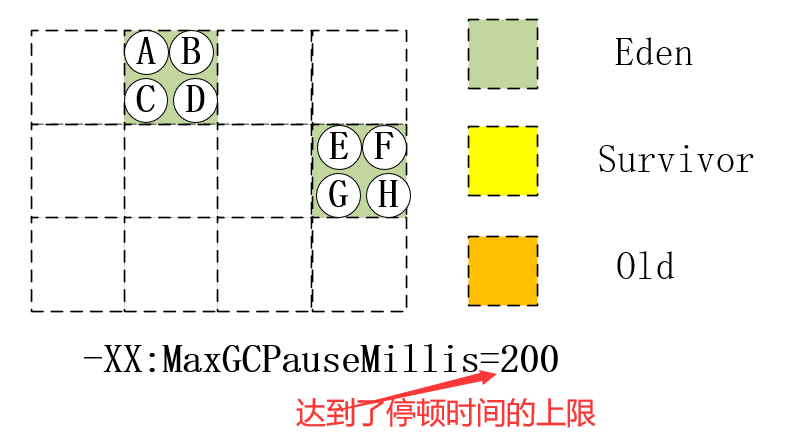 A B
C D
E F
G H
Eden
Survivor
Old
-XX:MaxGCPauseMillis=200
达到了停顿时间的上限